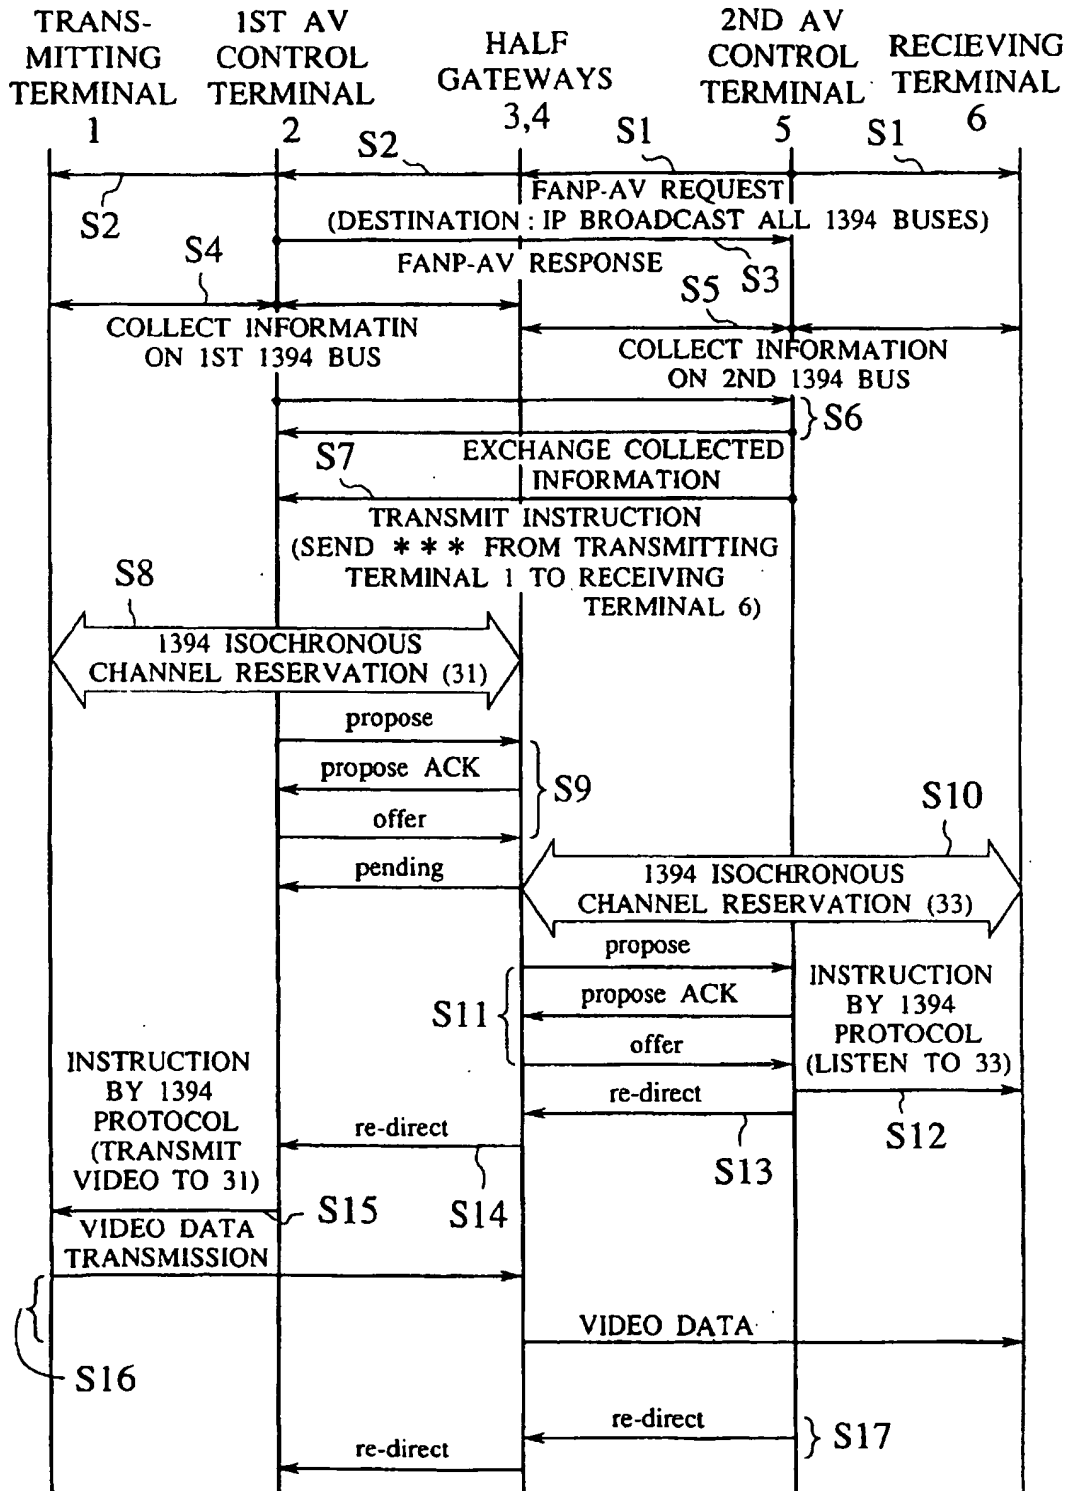 TRANS-
MITTING
TERMINAL
1
1ST AV
CONTROL
TERMINAL
2
HALF
GATEWAYS
3,4
2ND AV
CONTROL
TERMINAL
5
RECIEVING
TERMINAL
6
S2
S1
S1
S2
FANP-AV REQUEST
(DESTINATION : IP BROADCAST ALL 1394 BUSES)
S4
FANP-AV RESPONSE
S3
S5
COLLECT INFORMATIN
ON 1ST 1394 BUS
COLLECT INFORMATION
ON 2ND 1394 BUS
S6
S7
EXCHANGE COLLECTED
INFORMATION
TRANSMIT INSTRUCTION
(SEND * * * FROM TRANSMITTING
TERMINAL 1 TO RECEIVING
TERMINAL 6)
S8
1394 ISOCHRONOUS
CHANNEL RESERVATION (31)
propose
propose ACK
S9
offer
S10
pending
1394 ISOCHRONOUS
CHANNEL RESERVATION (33)
propose
propose ACK
S11
offer
INSTRUCTION
BY 1394
PROTOCOL
(LISTEN TO 33)
re-direct
S12
INSTRUCTION
BY 1394
PROTOCOL
(TRANSMIT
VIDEO TO 31)
re-direct
S13
S14
S15
VIDEO DATA
TRANSMISSION
VIDEO DATA
S16
re-direct
S17
re-direct